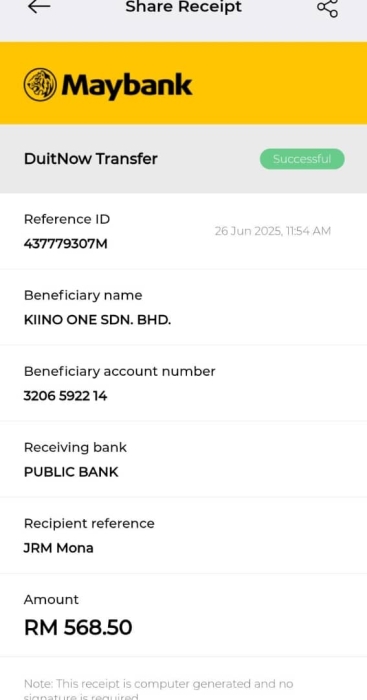 Share Receipt
Maybank
DuitNow Transfer
Successful
Reference ID
26 Jun 2025, 11:54 AM
437779307M
Beneficiary name
KIINO ONE SDN. BHD.
Beneficiary account number
3206 5922 14
Receiving bank
PUBLIC BANK
Recipient reference
JRM Mona
Amount
RM 568.50
Note: This receipt is computer generated and no
signature is required